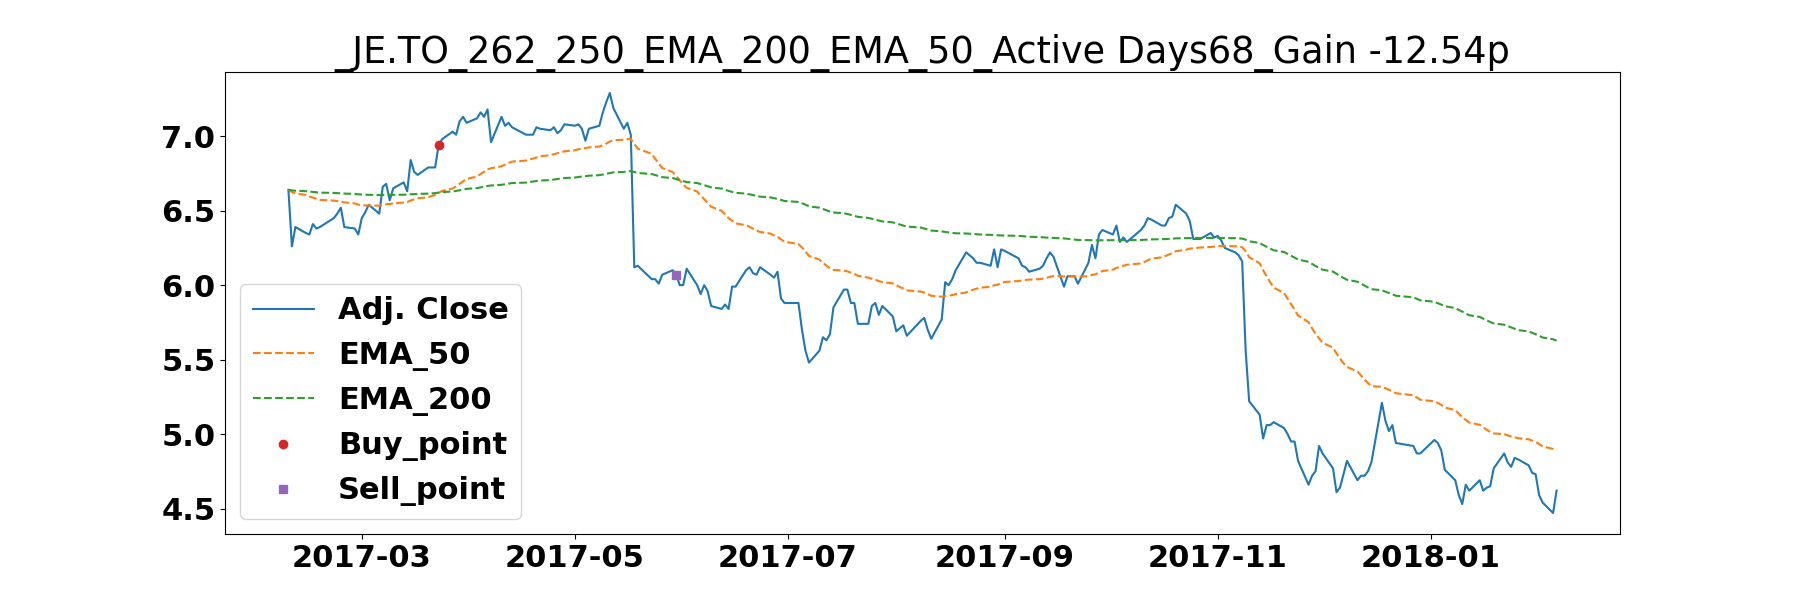 _JE.TO_262_250_EMA_200_EMA_50_Active Days68_Gain -12.54p
7.0
6.5
6.0
5.5
5.0
4.5
Adj. Close
EMA_50
EMA_200
Buy_point
Sell_point
2017-03 2017-05 2017-07 2017-09 2017-11 2018-01